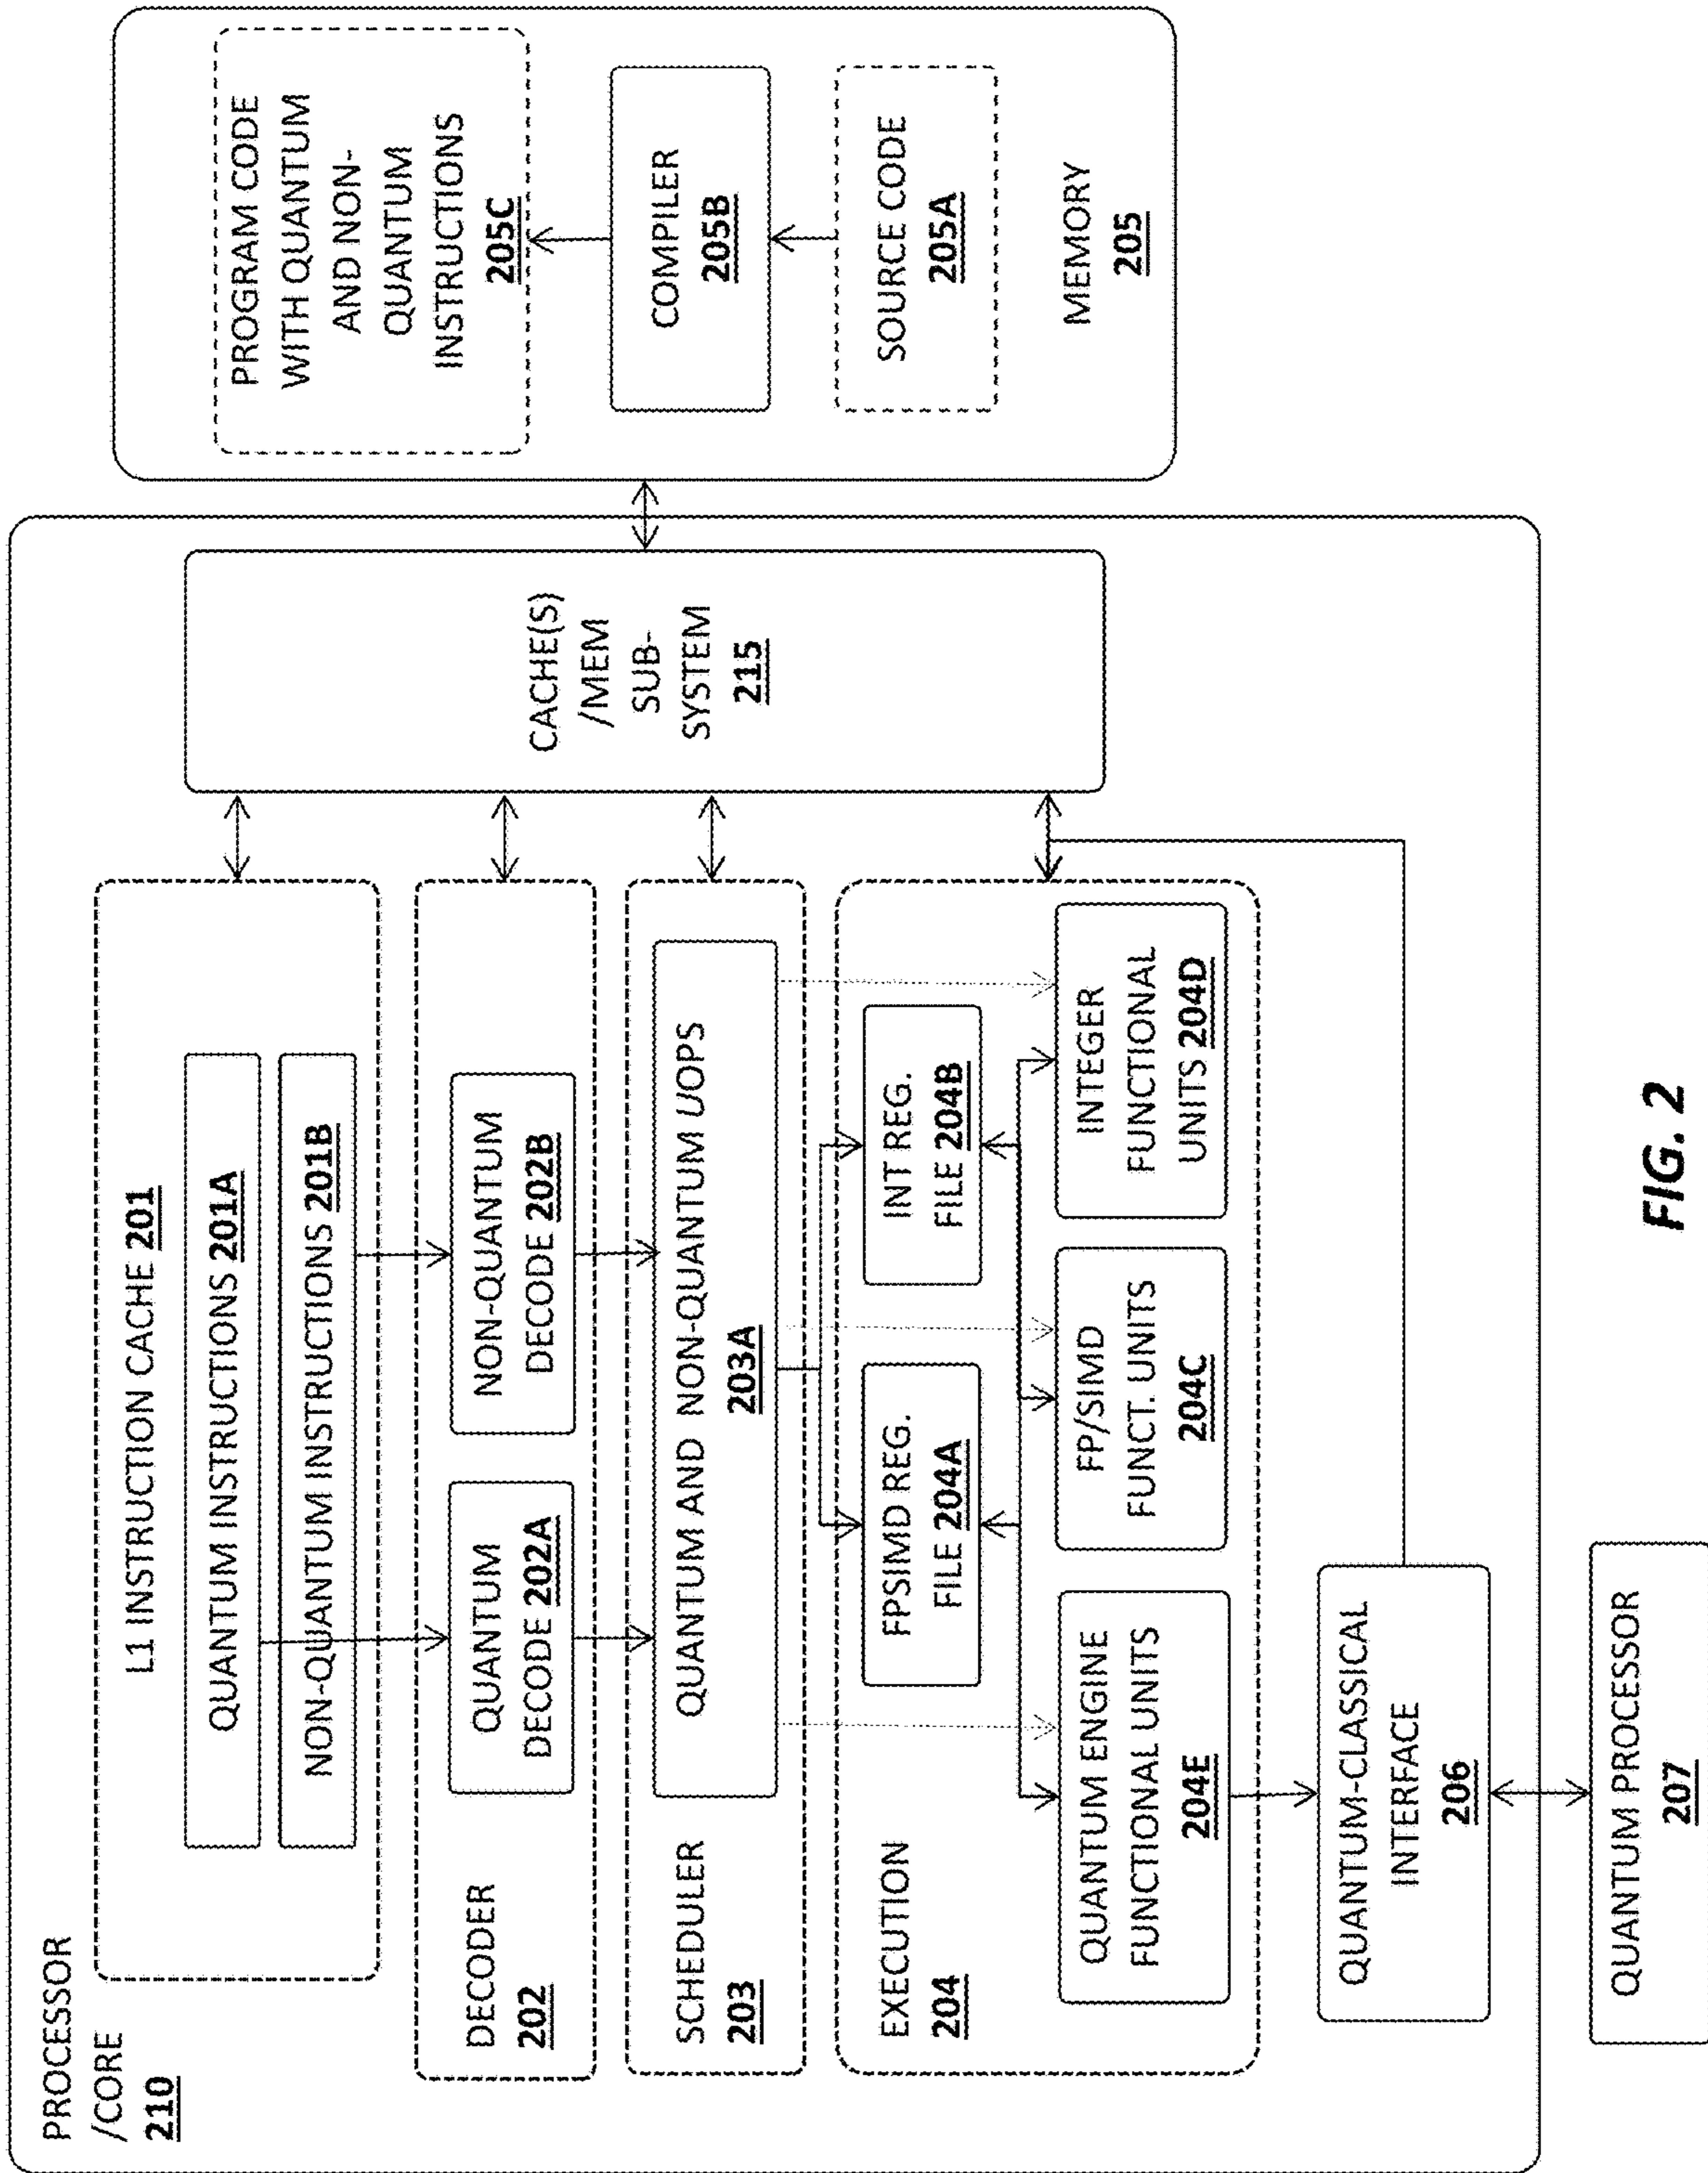 PROCESSOR
/CORE
210
L1 INSTRUCTION CACHE 201
QUANTUM INSTRUCTIONS 201A
NON-QUANTUM INSTRUCTIONS 201B
DECODER
202
QUANTUM
DECODE 202A
NON-QUANTUM
DECODE 202B
SCHEDULER
203
QUANTUM AND NON-QUANTUM UOPS
203A
EXECUTION
204
FPSIMD REG.
FILE 204A
INT REG.
FILE 204B
QUANTUM ENGINE
FUNCTIONAL UNITS
204E
FP/SIMD
FUNCT. UNITS
204C
INTEGER
FUNCTIONAL
UNITS 204D
QUANTUM-CLASSICAL
INTERFACE
206
QUANTUM PROCESSOR
207
CACHE(S)
/MEM
SUB-
SYSTEM
215
PROGRAM CODE
WITH QUANTUM
AND NON-
QUANTUM
INSTRUCTIONS
205C
COMPILER
205B
SOURCE CODE
205A
MEMORY
205
FIG. 2